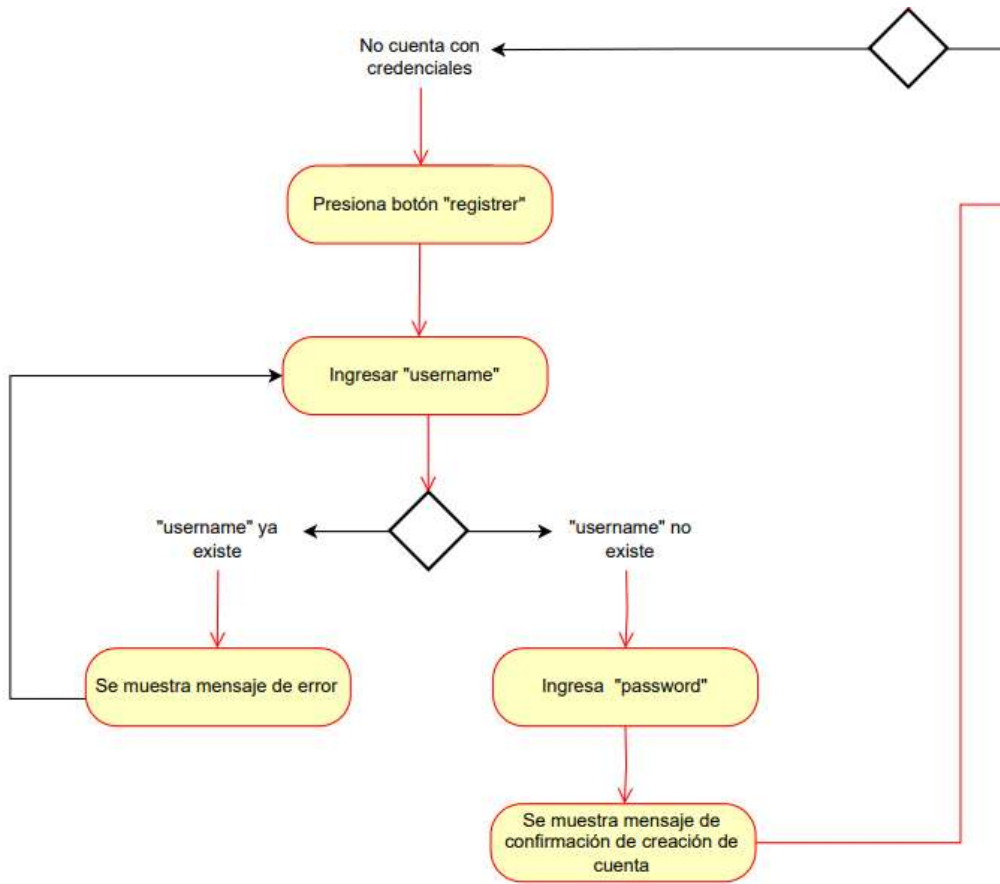 No cuenta con
credenciales
Presiona botón "registrer"
Ingresar "username"
"username" ya
existe
"username" no
existe
Se muestra mensaje de error
Ingresa "password"
Se muestra mensaje de
confirmación de creación de
cuenta